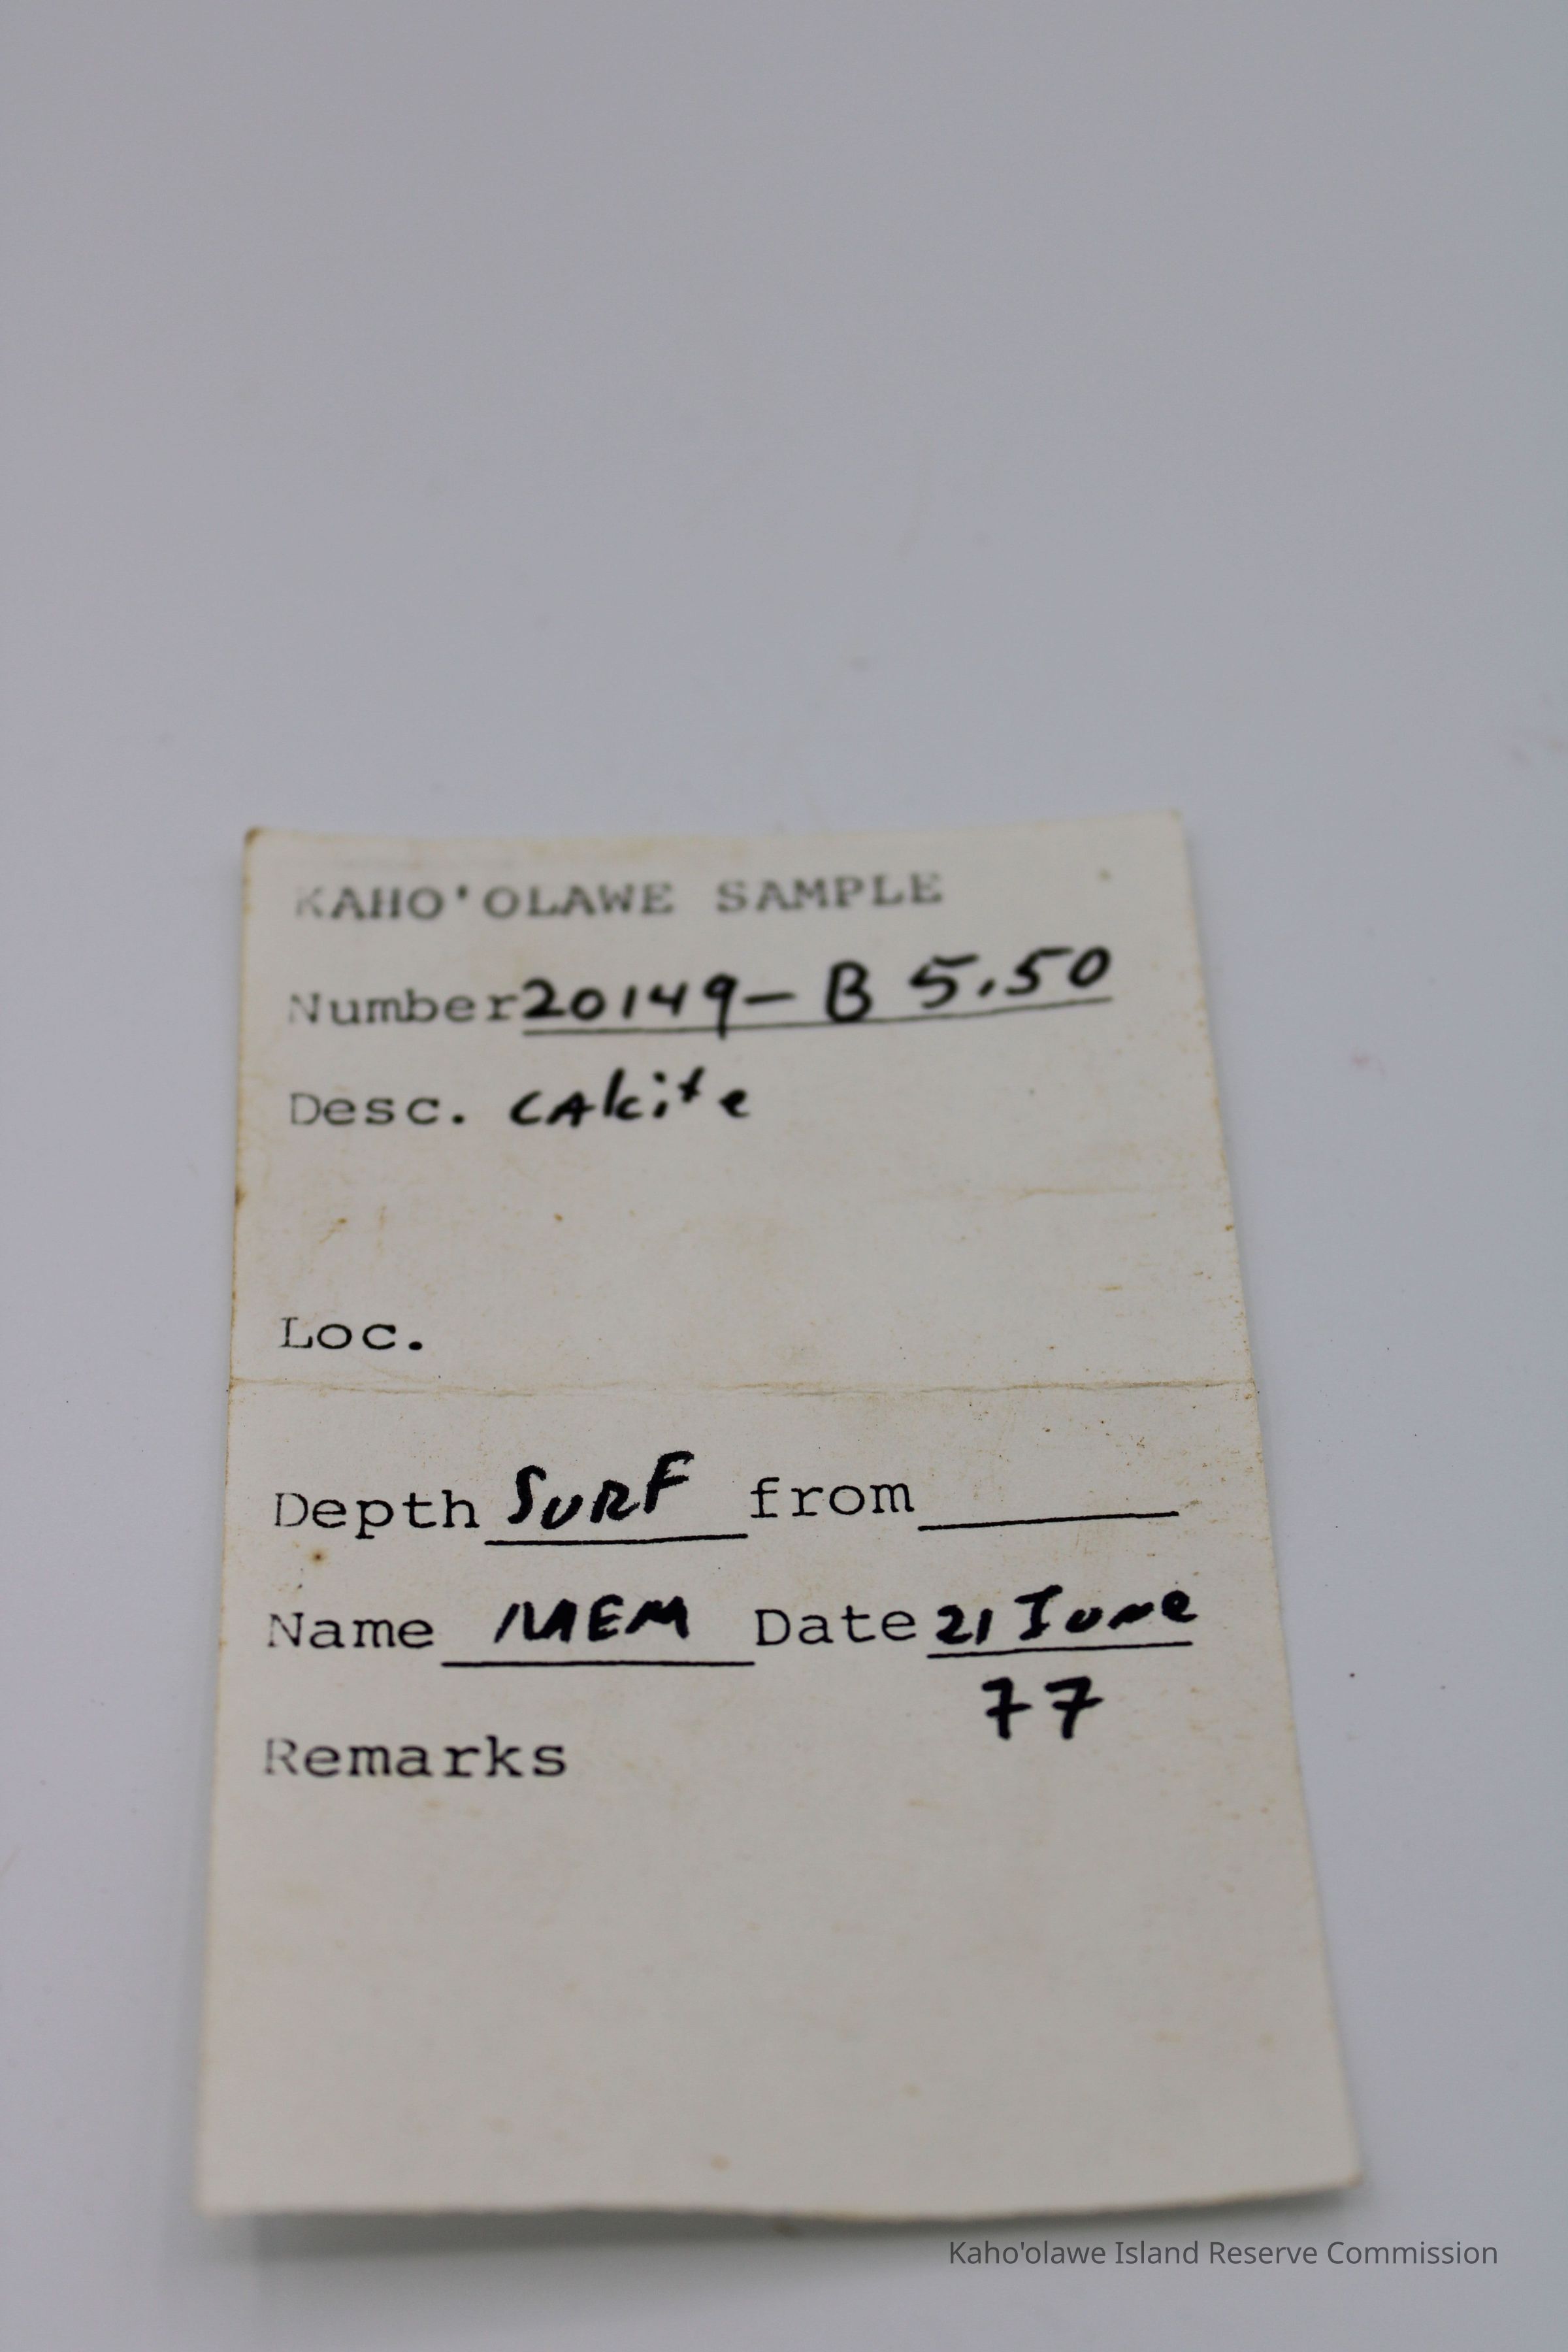 KAHO'OLAWE SAMPLE
Number 20149- B 5.50
Desc. CAlcite
Loc.
Depth SURF from
Name MEM Date 21 June
77
Remarks
Kaho'olawe Island Reserve Commission